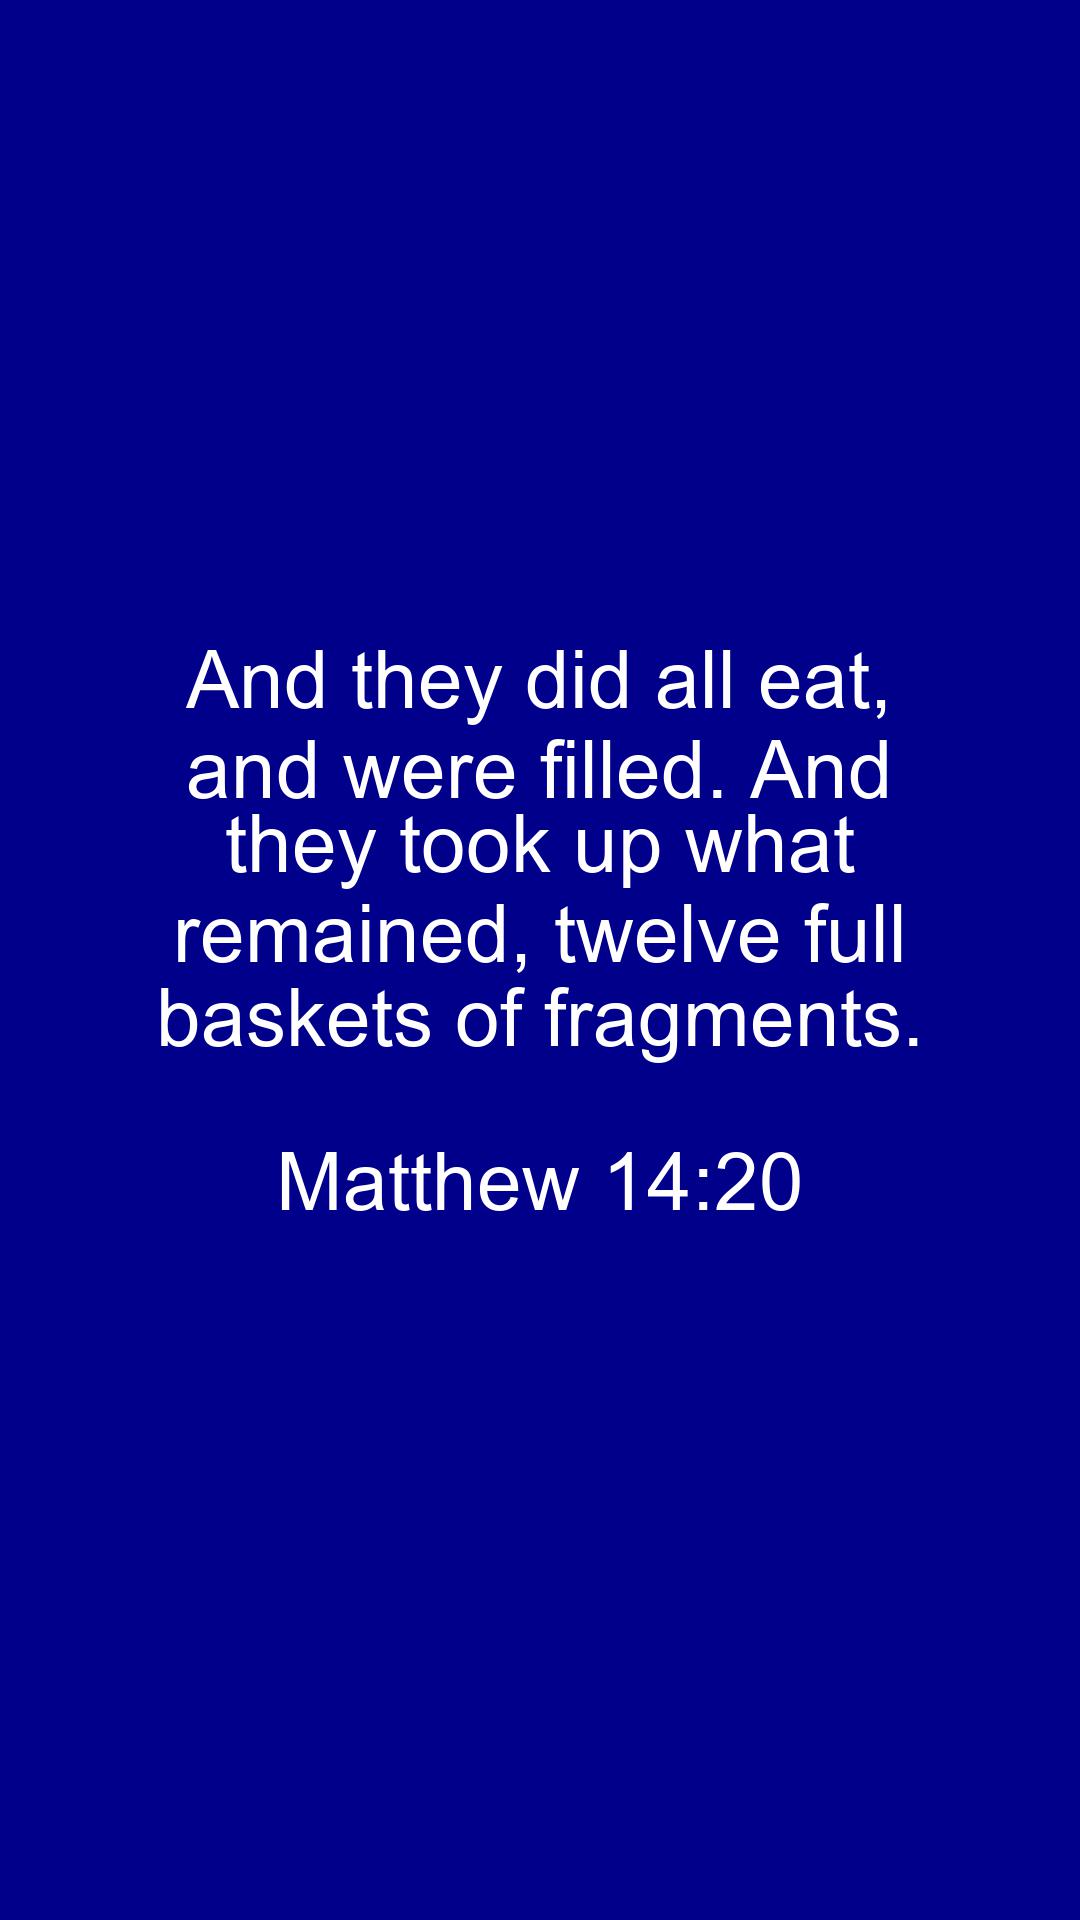 And they did all eat,
and were filled. And
they took up what
remained, twelve full
baskets of fragments.
Matthew 14:20